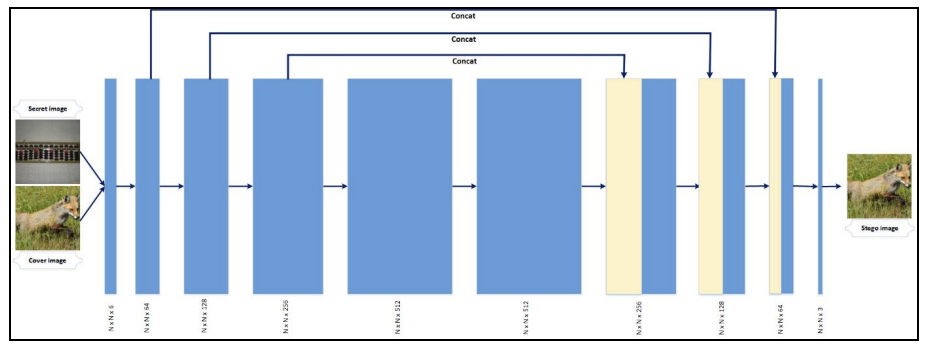 Concat
Concat
Concat
Secret image
Cover image
Stego image
N x N x 6
N x N x 64
N x N x 128
N x N x 256
N x N x 512
N x N x 512
N x N x 256
N x N x 128
N x N x 64
N x N x 3